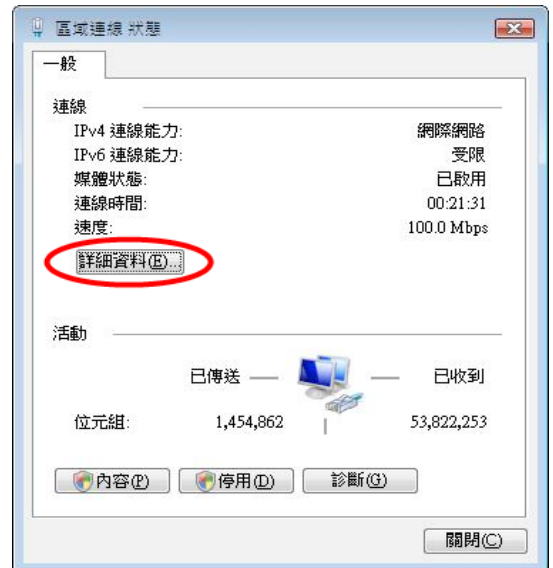 區域連線 狀態
一般
連線
IPv4 連線能力: 網際網路
IPv6 連線能力: 受限
媒體狀態: 已啟用
連線時間: 00:21:31
速度: 100.0 Mbps
詳細資料(E)...
活動
已傳送 — — 已收到
位元組: 1,454,862 53,822,253
內容(P) 停用(D) 診斷(G)
關閉(C)